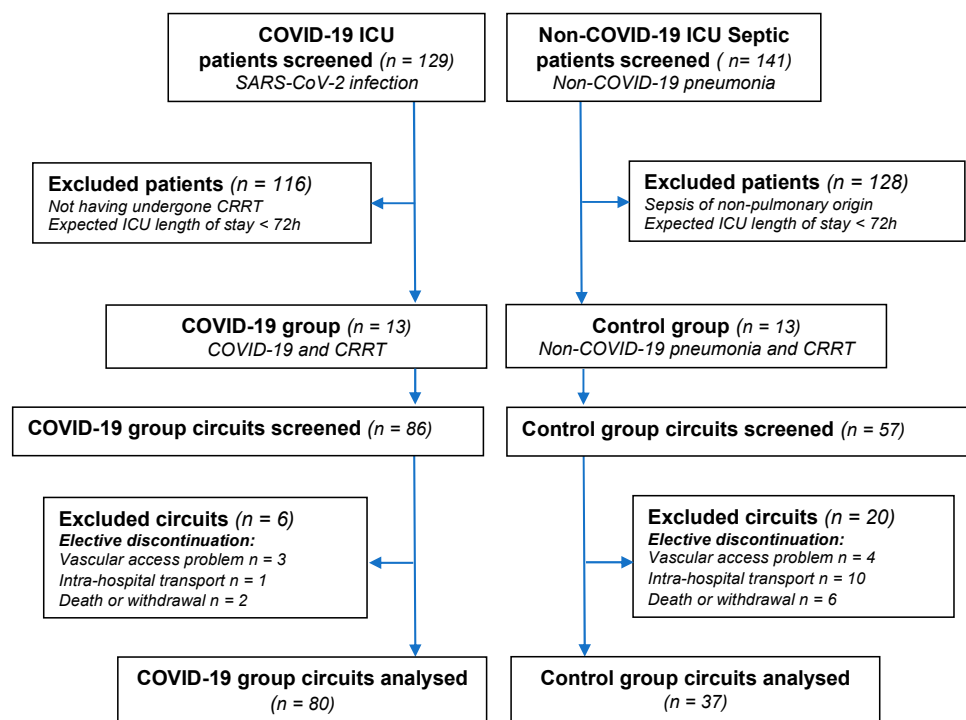 COVID-19 ICU
patients screened (n = 129)
SARS-CoV-2 infection
Non-COVID-19 ICU Septic
patients screened ( n= 141)
Non-COVID-19 pneumonia
Excluded patients (n = 116)
Not having undergone CRRT
Expected ICU length of stay < 72h
Excluded patients (n = 128)
Sepsis of non-pulmonary origin
Expected ICU length of stay < 72h
COVID-19 group (n = 13)
COVID-19 and CRRT
Control group (n = 13)
Non-COVID-19 pneumonia and CRRT
COVID-19 group circuits screened (n = 86)
Control group circuits screened (n = 57)
Excluded circuits (n = 6)
Elective discontinuation:
Vascular access problem n = 3
Intra-hospital transport n = 1
Death or withdrawal n = 2
Excluded circuits (n = 20)
Elective discontinuation:
Vascular access problem n = 4
Intra-hospital transport n = 10
Death or withdrawal n = 6
COVID-19 group circuits analysed
(n = 80)
Control group circuits analysed
(n = 37)